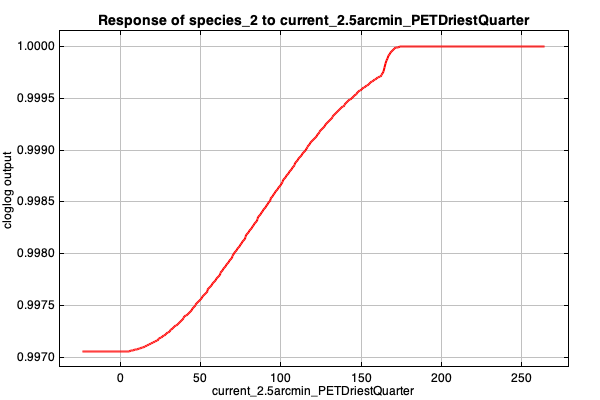 Response of species_2 to current_2.5arcmin_PETDriestQuarter
1.0000
0.9995
0.9990
0.9985
0.9980
0.9975
0.9970
cloglog output
0 50 100 150 200 250
current_2.5arcmin_PETDriestQuarter